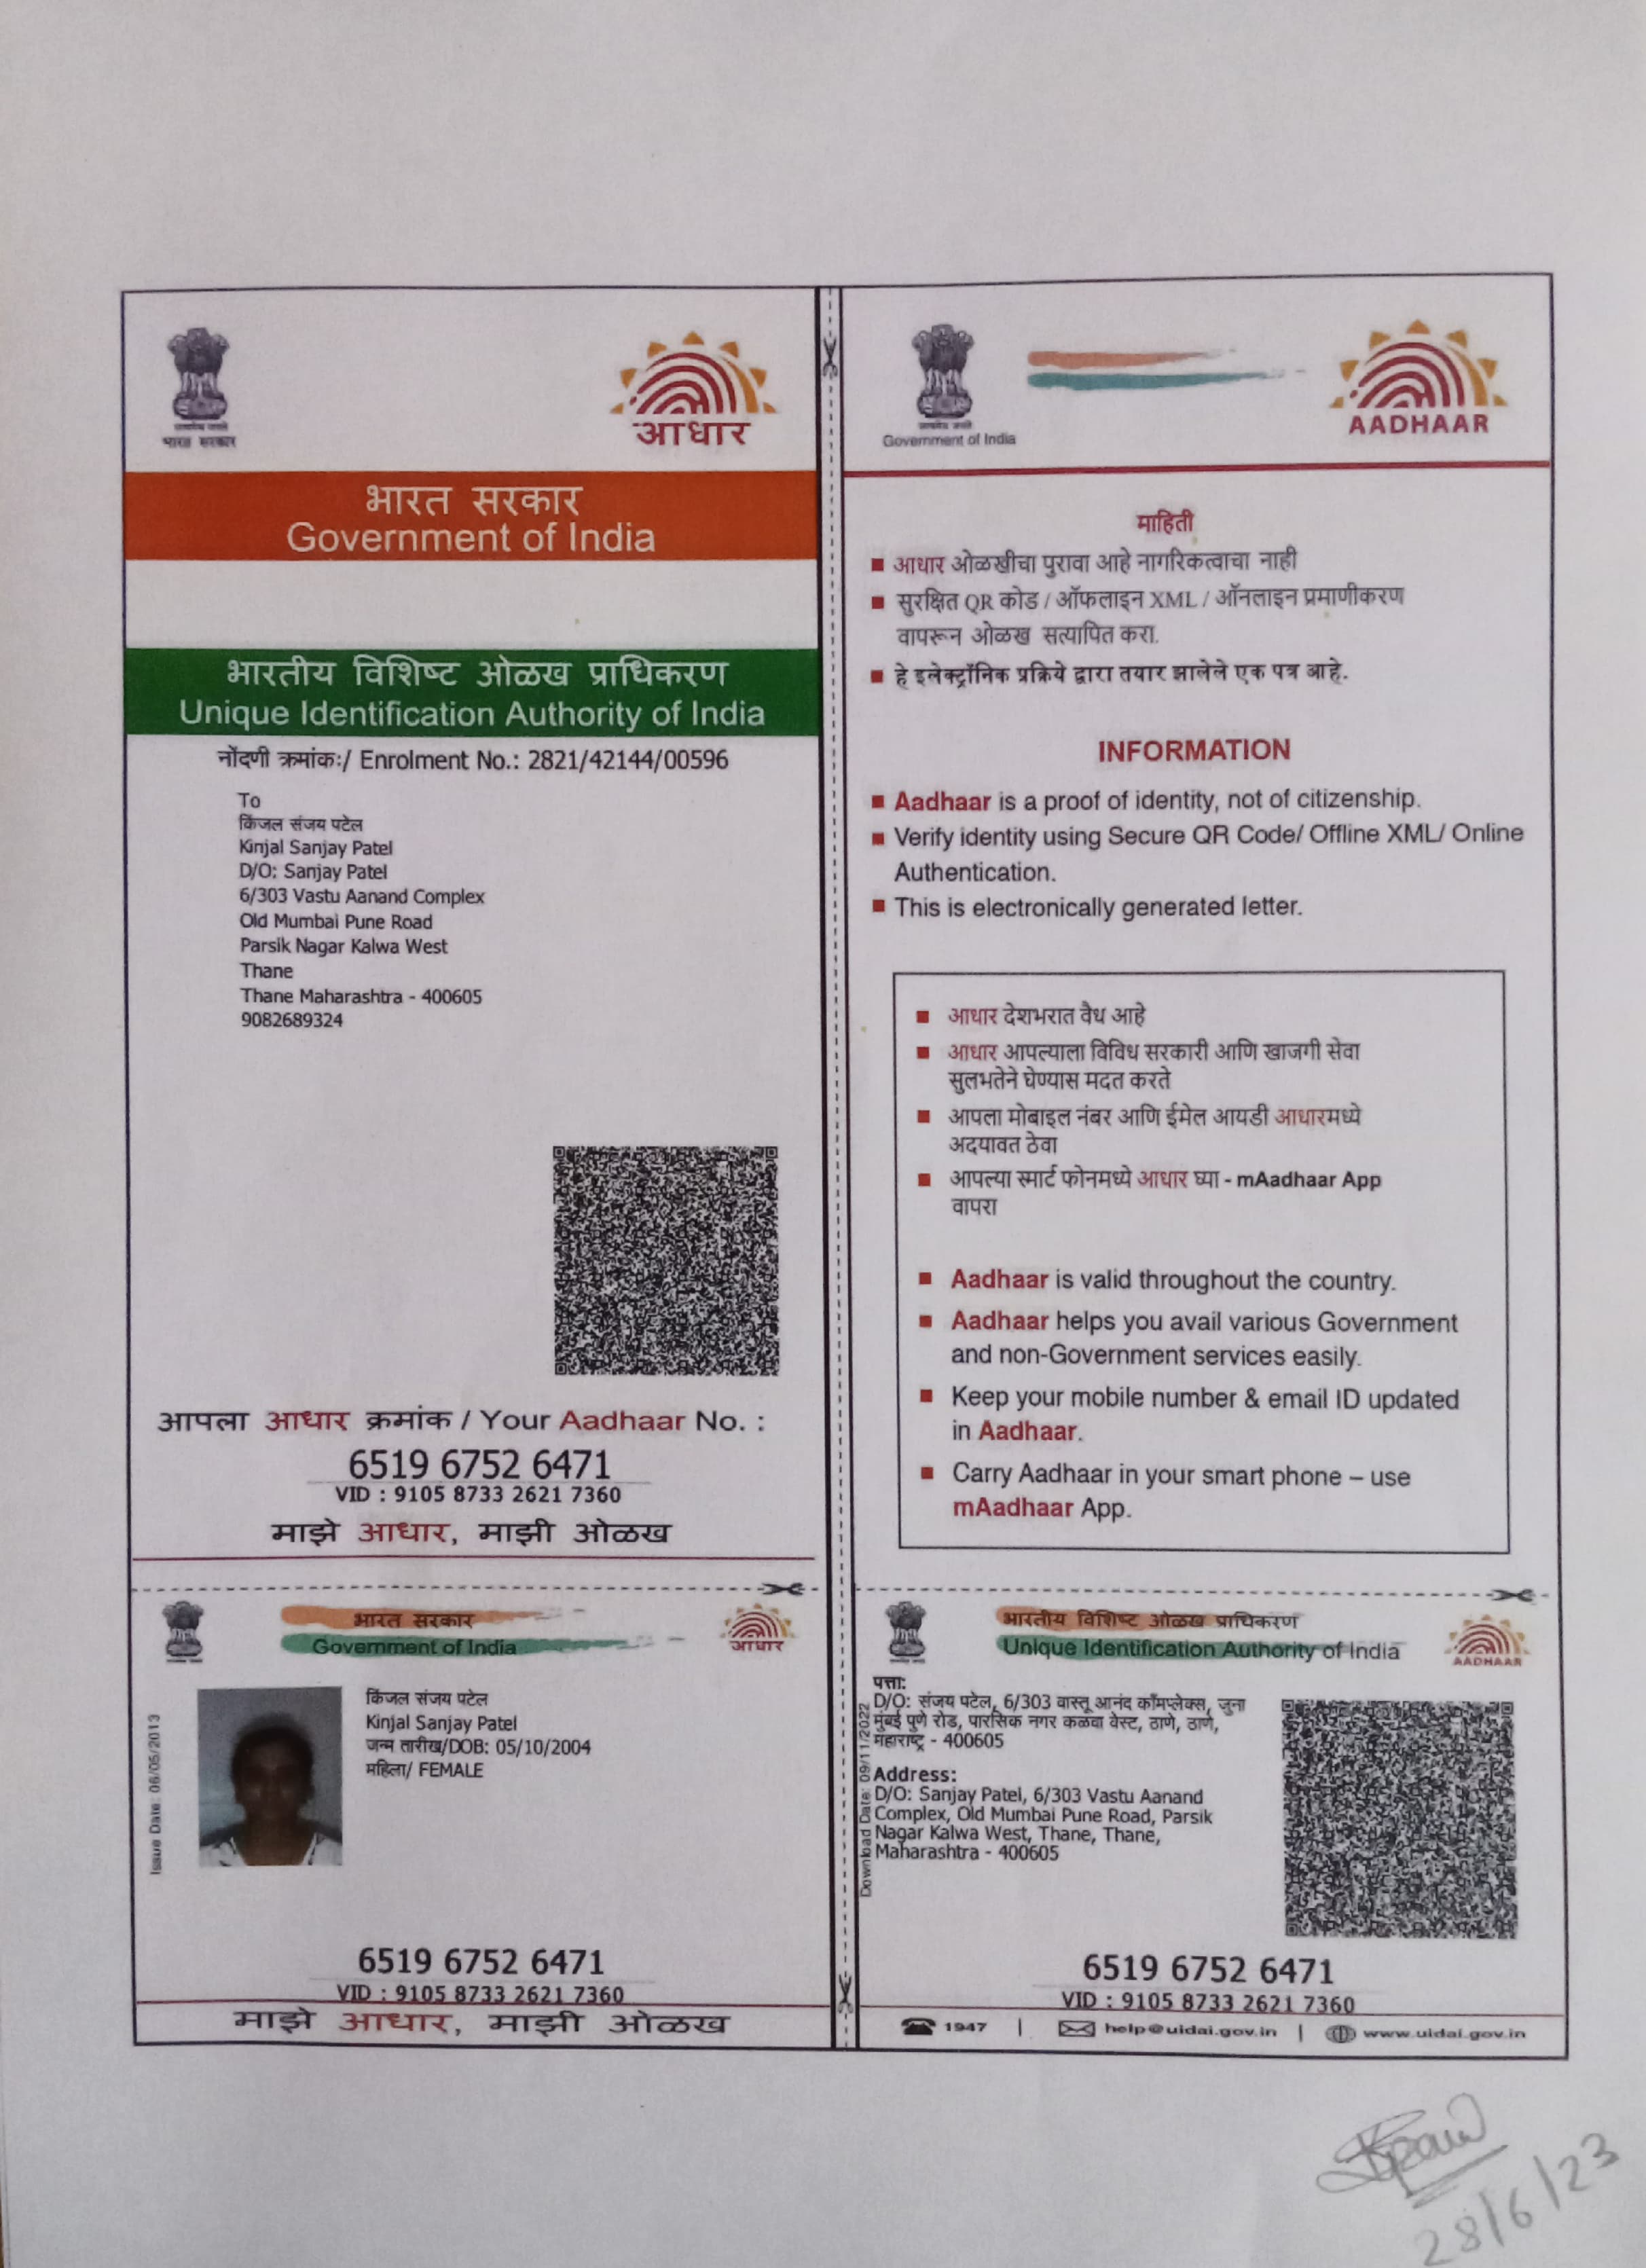 भारत सरकार
आधार
भारत सरकार
Government of India
भारतीय विशिष्ट ओळख प्राधिकरण
Unique Identification Authority of India
नोंदणी क्रमांक:/ Enrolment No.: 2821/42144/00596
To
किंजल संजय पटेल
Kinjal Sanjay Patel
D/O: Sanjay Patel
6/303 Vastu Aanand Complex
Old Mumbai Pune Road
Parsik Nagar Kalwa West
Thane
Thane Maharashtra - 400605
9082689324
आपला आधार क्रमांक / Your Aadhaar No. :
6519 6752 6471
VID : 9105 8733 2621 7360
माझे आधार, माझी ओळख
Government of India
AADHAAR
माहिती
आधार ओळखीचा पुरावा आहे नागरिकत्वाचा नाही
सुरक्षित QR कोड / ऑफलाइन XML / ऑनलाइन प्रमाणीकरण
वापरून ओळख सत्यापित करा.
हे इलेक्ट्रॉनिक प्रक्रिये द्वारा तयार झालेले एक पत्र आहे.
INFORMATION
Aadhaar is a proof of identity, not of citizenship.
Verify identity using Secure QR Code/ Offline XML/ Online
Authentication.
This is electronically generated letter.
आधार देशभरात वैध आहे
आधार आपल्याला विविध सरकारी आणि खाजगी सेवा
सुलभतेने घेण्यास मदत करते
आपला मोबाइल नंबर आणि ईमेल आयडी आधारमध्ये
अदयावत ठेवा
आपल्या स्मार्ट फोनमध्ये आधार घ्या - mAadhaar App
वापरा
Aadhaar is valid throughout the country.
Aadhaar helps you avail various Government
and non-Government services easily.
Keep your mobile number & email ID updated
in Aadhaar.
Carry Aadhaar in your smart phone – use
mAadhaar App.
भारत सरकार
Government of India
आधार
Issue Date: 06/05/2013
किंजल संजय पटेल
Kinjal Sanjay Patel
जन्म तारीख/DOB: 05/10/2004
महिला/ FEMALE
6519 6752 6471
VID : 9105 8733 2621 7360
माझे आधार, माझी ओळख
भारतीय विशिष्ट ओळख प्राधिकरण
Unique Identification Authority of India
AADHAAR
Download Date: 09/11/2022
पत्ता:
D/O: संजय पटेल, 6/303 वास्तू आनंद कॉंमप्लेक्स, जुना
मुंबई पुणे रोड, पारसिक नगर कळवा वेस्ट, ठाणे, ठाणे,
महाराष्ट्र - 400605
Address:
D/O: Sanjay Patel, 6/303 Vastu Aanand
Complex, Old Mumbai Pune Road, Parsik
Nagar Kalwa West, Thane, Thane,
Maharashtra - 400605
6519 6752 6471
VID : 9105 8733 2621 7360
1947 | help@uidai.gov.in | www.uidai.gov.in
28/6/23